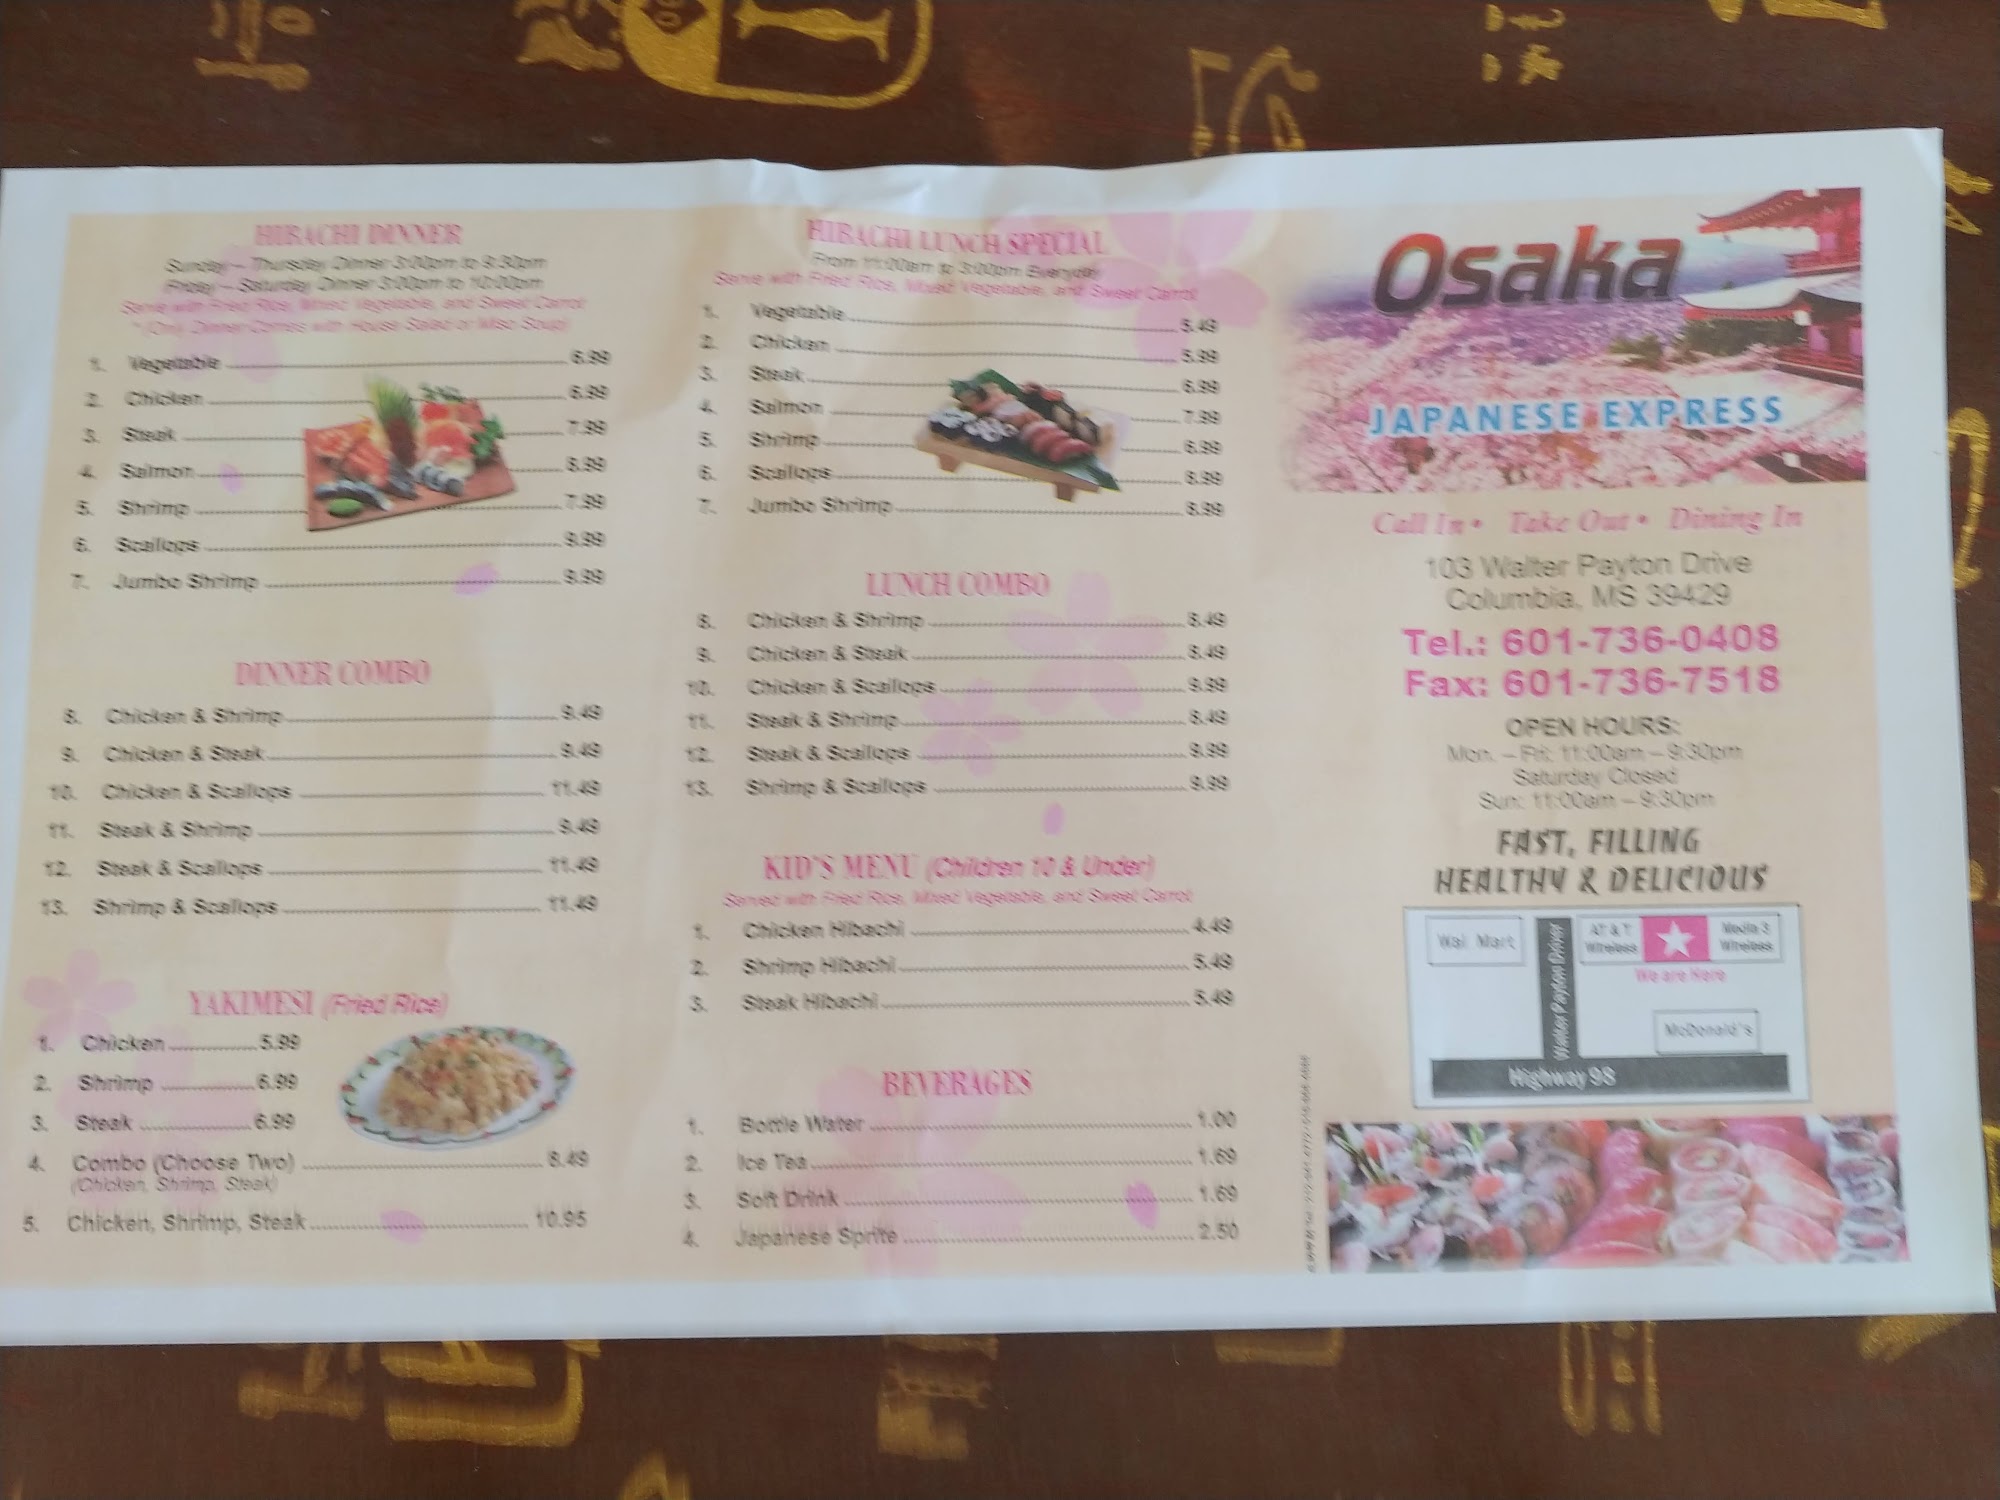 HIBACHI DINNER
Sunday – Thursday Dinner 3:00pm to 9:30pm
Friday – Saturday Dinner 3:00pm to 10:00pm
Serve with Fried Rice, Mixed Vegetable, and Sweet Carrot
* (Only Dinner Comes with House Salad or Miso Soup)
1. Vegetable 6.99
2. Chicken 6.99
3. Steak 7.99
4. Salmon 8.99
5. Shrimp 7.99
6. Scallops 9.99
7. Jumbo Shrimp 9.99
DINNER COMBO
8. Chicken & Shrimp 9.49
9. Chicken & Steak 9.49
10. Chicken & Scallops 11.49
11. Steak & Shrimp 9.49
12. Steak & Scallops 11.49
13. Shrimp & Scallops 11.49
YAKIMESI (Fried Rice)
1. Chicken 5.99
2. Shrimp 6.99
3. Steak 6.99
4. Combo (Choose Two) 8.49
(Chicken, Shrimp, Steak)
5. Chicken, Shrimp, Steak 10.95
HIBACHI LUNCH SPECIAL
From 11:00am to 3:00pm Everyday
Serve with Fried Rice, Mixed Vegetable, and Sweet Carrot
1. Vegetable 5.49
2. Chicken 5.99
3. Steak 6.99
4. Salmon 7.99
5. Shrimp 6.99
6. Scallops 8.99
7. Jumbo Shrimp 8.99
LUNCH COMBO
8. Chicken & Shrimp 8.49
9. Chicken & Steak 8.49
10. Chicken & Scallops 9.99
11. Steak & Shrimp 8.49
12. Steak & Scallops 9.99
13. Shrimp & Scallops 9.99
KID'S MENU (Children 10 & Under)
Served with Fried Rice, Mixed Vegetable, and Sweet Carrot
1. Chicken Hibachi 4.49
2. Shrimp Hibachi 5.49
3. Steak Hibachi 5.49
BEVERAGES
1. Bottle Water 1.00
2. Ice Tea 1.69
3. Soft Drink 1.69
4. Japanese Sprite 2.50
Osaka
JAPANESE EXPRESS
Call In • Take Out • Dining In
103 Walter Payton Drive
Columbia, MS 39429
Tel.: 601-736-0408
Fax: 601-736-7518
OPEN HOURS:
Mon. – Fri: 11:00am – 9:30pm
Saturday Closed
Sun: 11:00am – 9:30pm
FAST, FILLING
HEALTHY & DELICIOUS
Wal Mart
Walter Payton Driver
AT & T
Wireless
Media 3
Wireless
We are Here
McDonald's
Highway 98